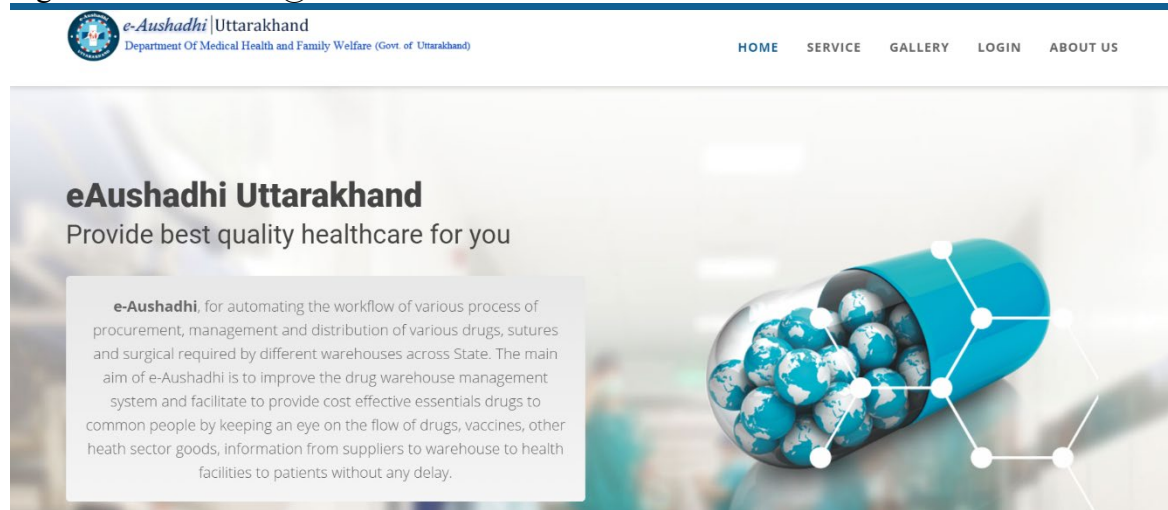 e-Aushadhi|Uttarakhand
Department Of Medical Health and Family Welfare (Govt. of Uttarakhand)
HOME SERVICE GALLERY LOGIN ABOUT US
eAushadhi Uttarakhand
Provide best quality healthcare for you
e-Aushadhi, for automating the workflow of various process of
procurement, management and distribution of various drugs, sutures
and surgical required by different warehouses across State. The main
aim of e-Aushadhi is to improve the drug warehouse management
system and facilitate to provide cost effective essentials drugs to
common people by keeping an eye on the flow of drugs, vaccines, other
heath sector goods, information from suppliers to warehouse to health
facilities to patients without any delay.